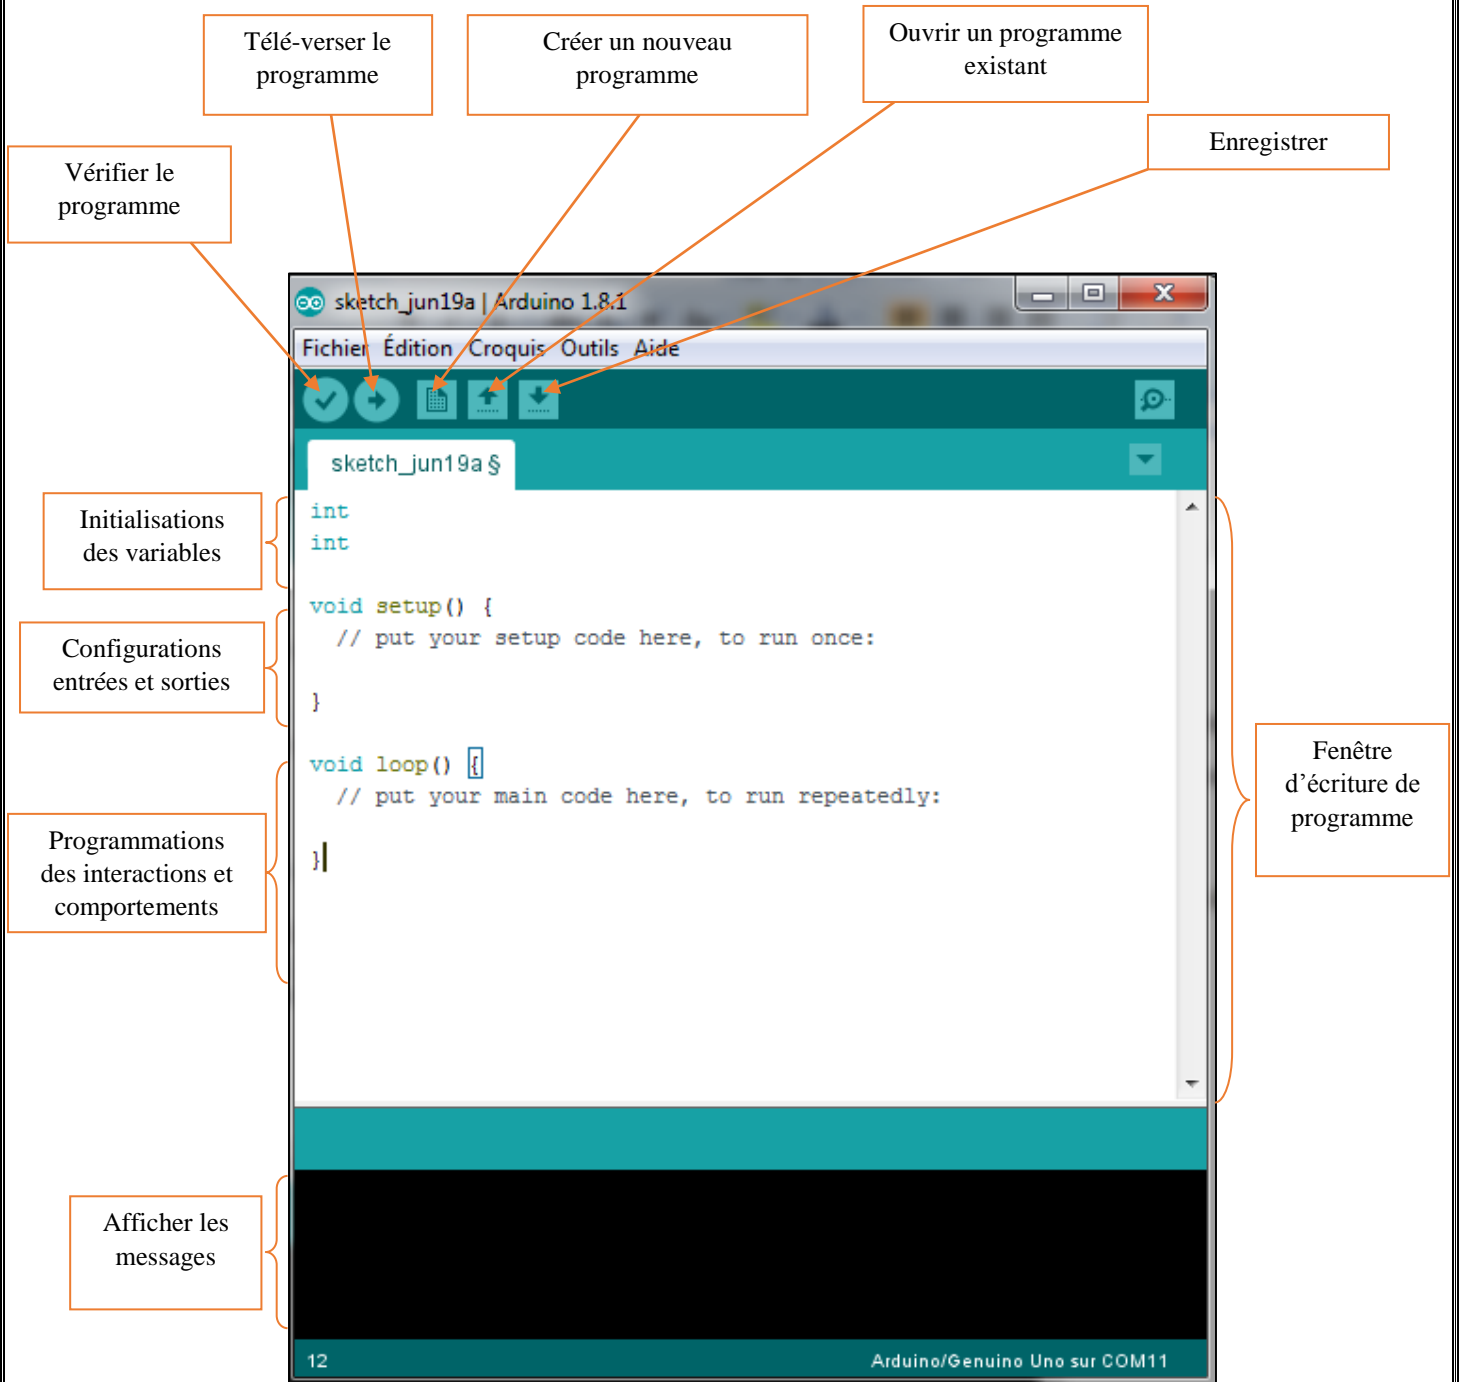 Télé-verser le
programme
Créer un nouveau
programme
Ouvrir un programme
existant
Enregistrer
Vérifier le
programme
sketch_jun19a | Arduino 1.8.1
Fichier Édition Croquis Outils Aide
sketch_jun19a §
Initialisations
des variables
int
int
Configurations
entrées et sorties
void setup() {
// put your setup code here, to run once:
}
Programmations
des interactions et
comportements
void loop() {
// put your main code here, to run repeatedly:
}
Fenêtre
d’écriture de
programme
Afficher les
messages
12
Arduino/Genuino Uno sur COM11